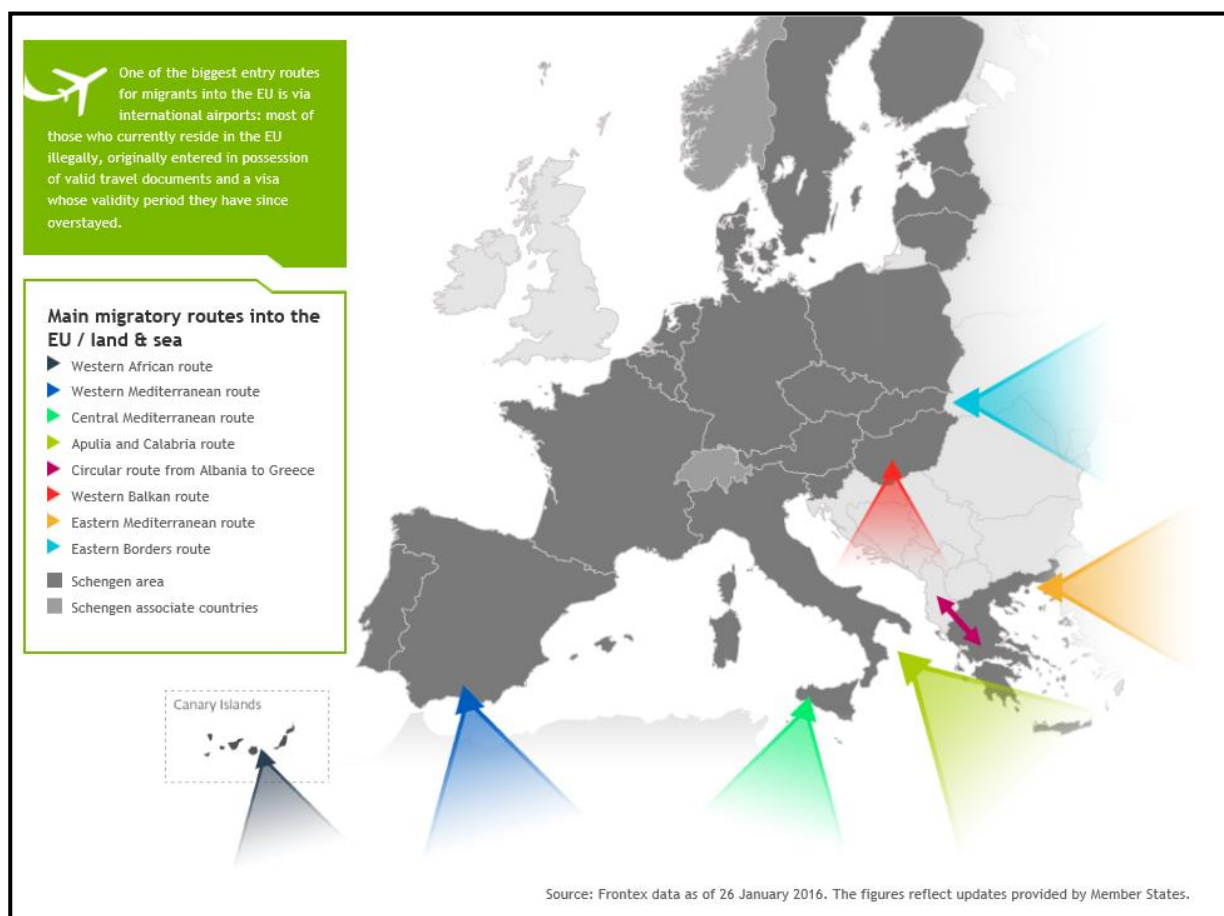 One of the biggest entry routes
for migrants into the EU is via
international airports: most of
those who currently reside in the EU
illegally, originally entered in possession
of valid travel documents and a visa
whose validity period they have since
overstayed.
Main migratory routes into the
EU / land & sea
Western African route
Western Mediterranean route
Central Mediterranean route
Apulia and Calabria route
Circular route from Albania to Greece
Western Balkan route
Eastern Mediterranean route
Eastern Borders route
Schengen area
Schengen associate countries
Canary Islands
Source: Frontex data as of 26 January 2016. The figures reflect updates provided by Member States.